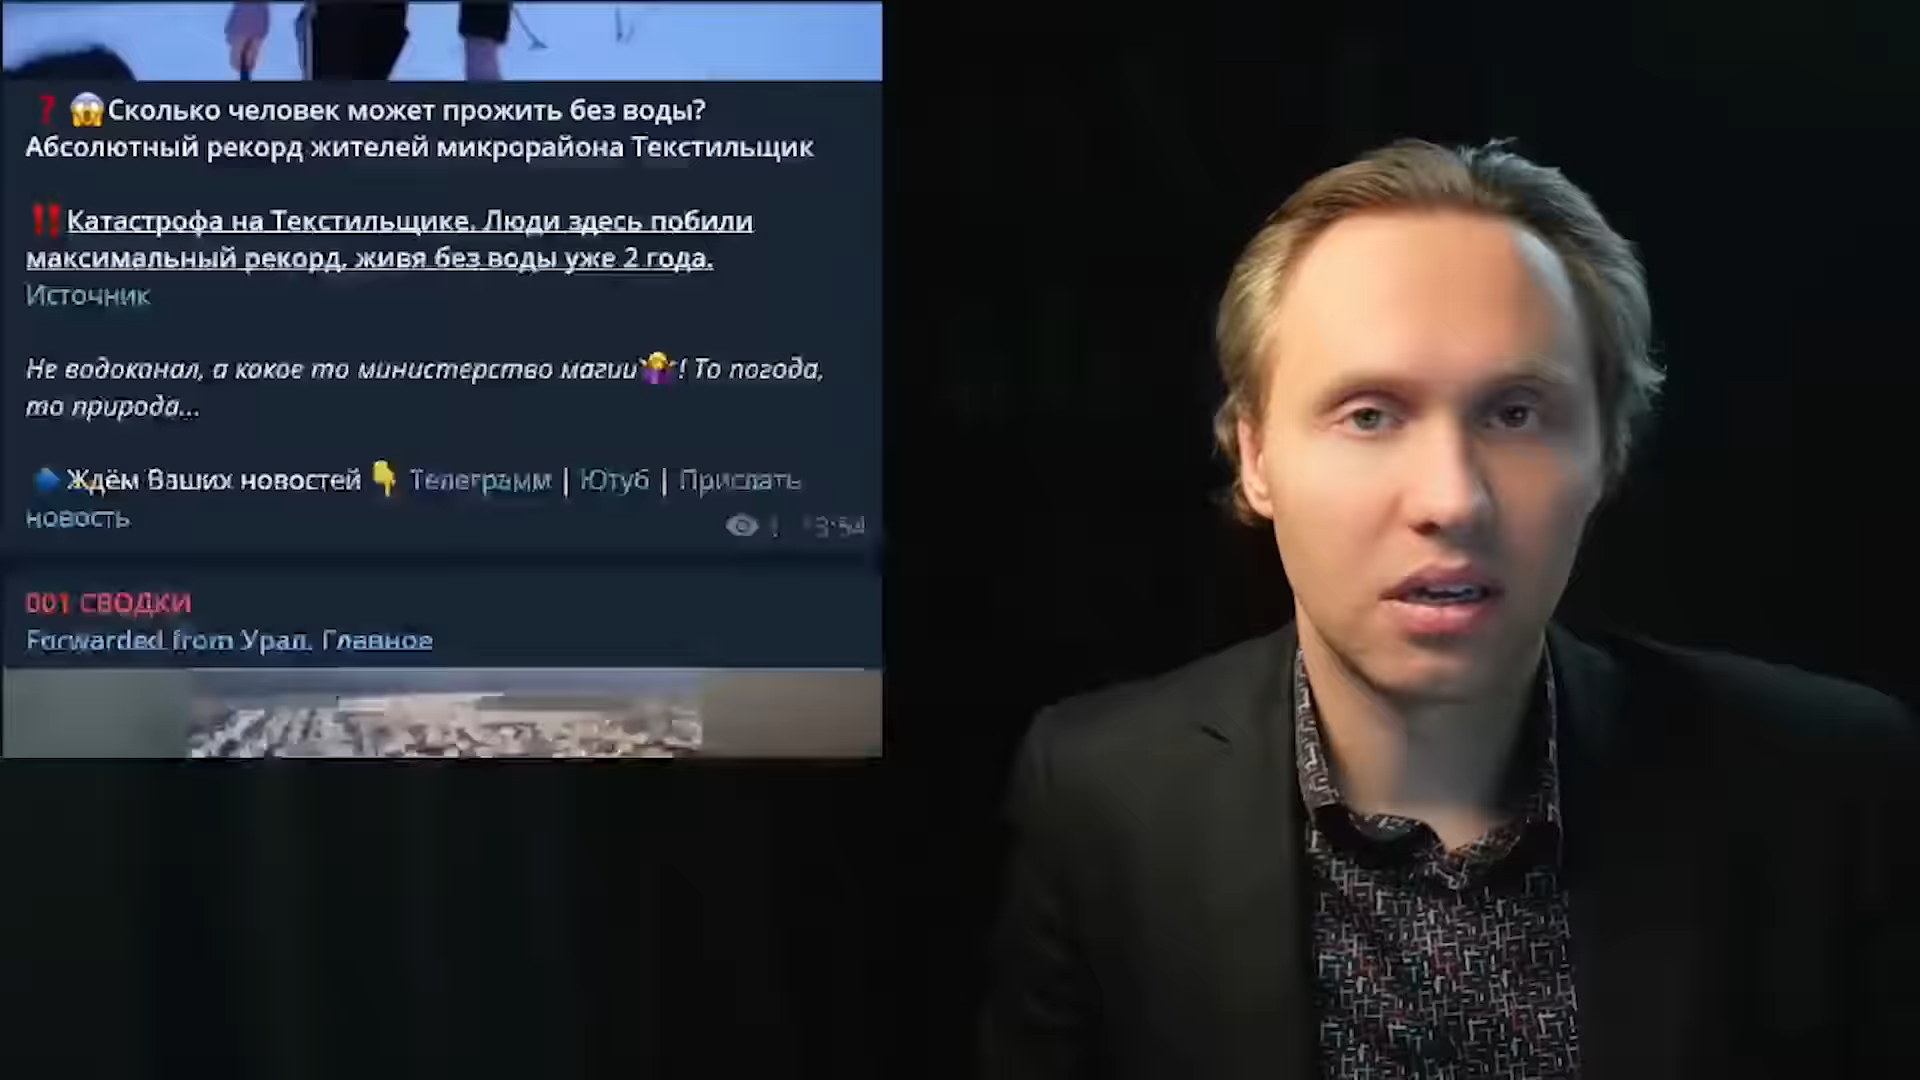 ❓😱Сколько человек может прожить без воды?
Абсолютный рекорд жителей микрорайона Текстильщик
‼️Катастрофа на Текстильщике. Люди здесь побили
максимальный рекорд, живя без воды уже 2 года.
Источник
Не водоканал, а какое то министерство магии🤷‍♀️! То погода,
то природа...
🔹Ждём Ваших новостей 👇 Телеграмм | Ютуб | Прислать
новость
001 СВОДКИ
Forwarded from Урал. Главное